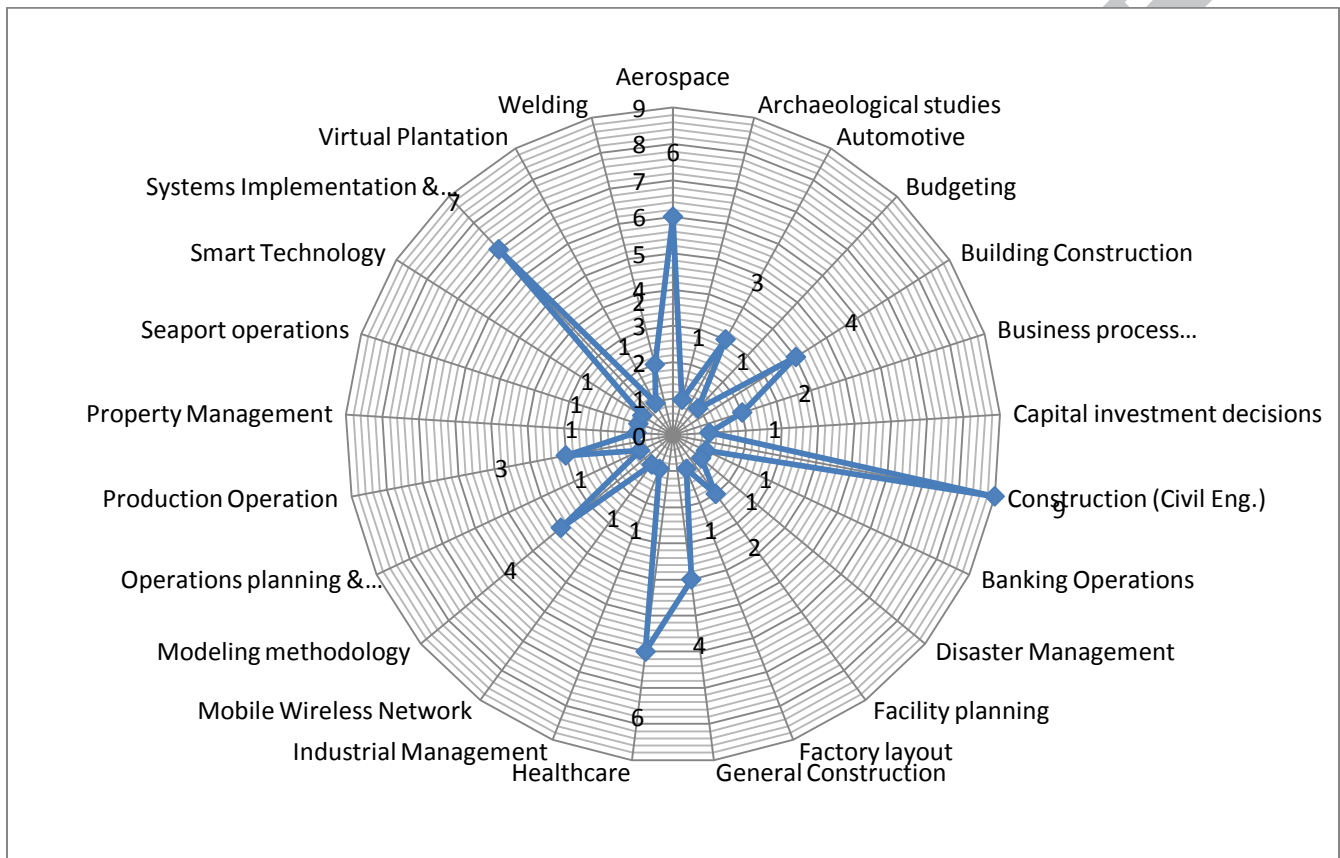 Aerospace
Archaeological studies
Automotive
Budgeting
Building Construction
Business process...
Capital investment decisions
Construction (Civil Eng.)
Banking Operations
Disaster Management
Facility planning
Factory layout
General Construction
Healthcare
Industrial Management
Mobile Wireless Network
Modeling methodology
Operations planning &...
Production Operation
Property Management
Seaport operations
Smart Technology
Systems Implementation &...
Virtual Plantation
Welding
9
8
7
6
5
4
3
2
1
0
6
1
3
1
4
2
1
9
1
1
2
1
4
6
1
1
4
1
3
1
1
1
7
1
2